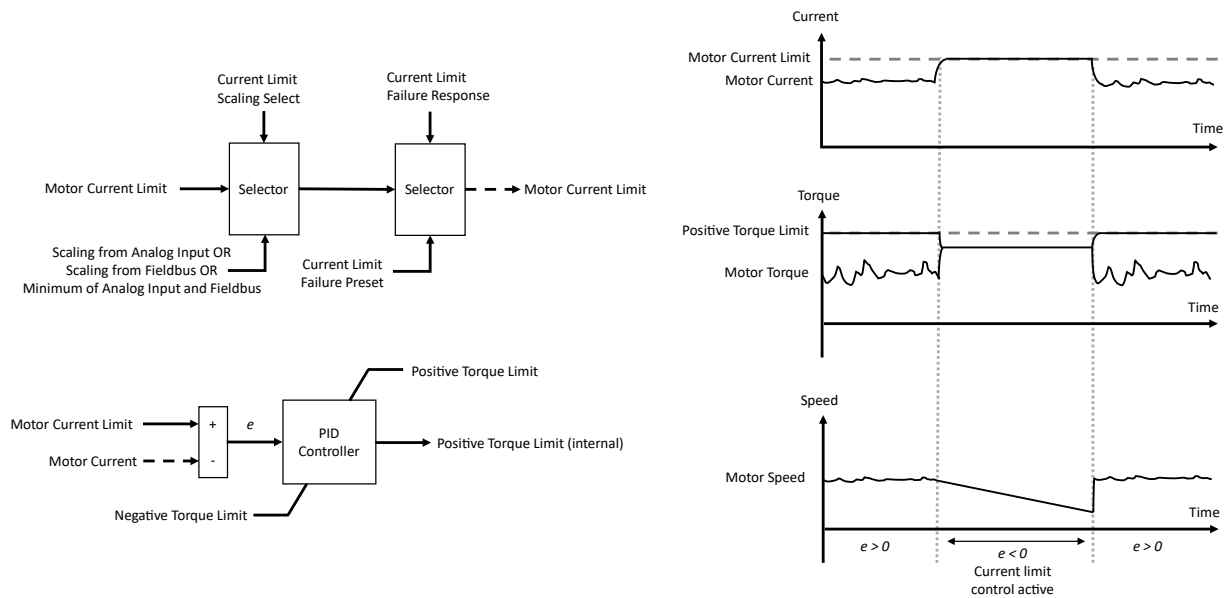 Current Limit
Scaling Select
Current Limit
Failure Response
Motor Current Limit
Selector
Selector
Motor Current Limit
Scaling from Analog Input OR
Scaling from Fieldbus OR
Minimum of Analog Input and Fieldbus
Current Limit
Failure Preset
Positive Torque Limit
Motor Current Limit
+
e
PID
Controller
Positive Torque Limit (internal)
Motor Current
-
Negative Torque Limit
Current
Motor Current Limit
Motor Current
Time
Torque
Positive Torque Limit
Motor Torque
Time
Speed
Motor Speed
Time
e > 0
e < 0
e > 0
Current limit
control active